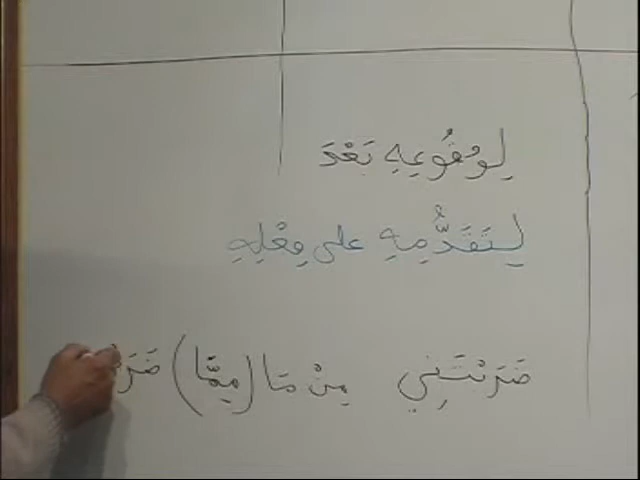 لِوُقُوعِهِ بَعْدَ
لِتَقَدُّمِهِ على فِعْلِهِ
ضَرَبْتَنِي مِنْ مَا (مِمَّا) ضَرَ